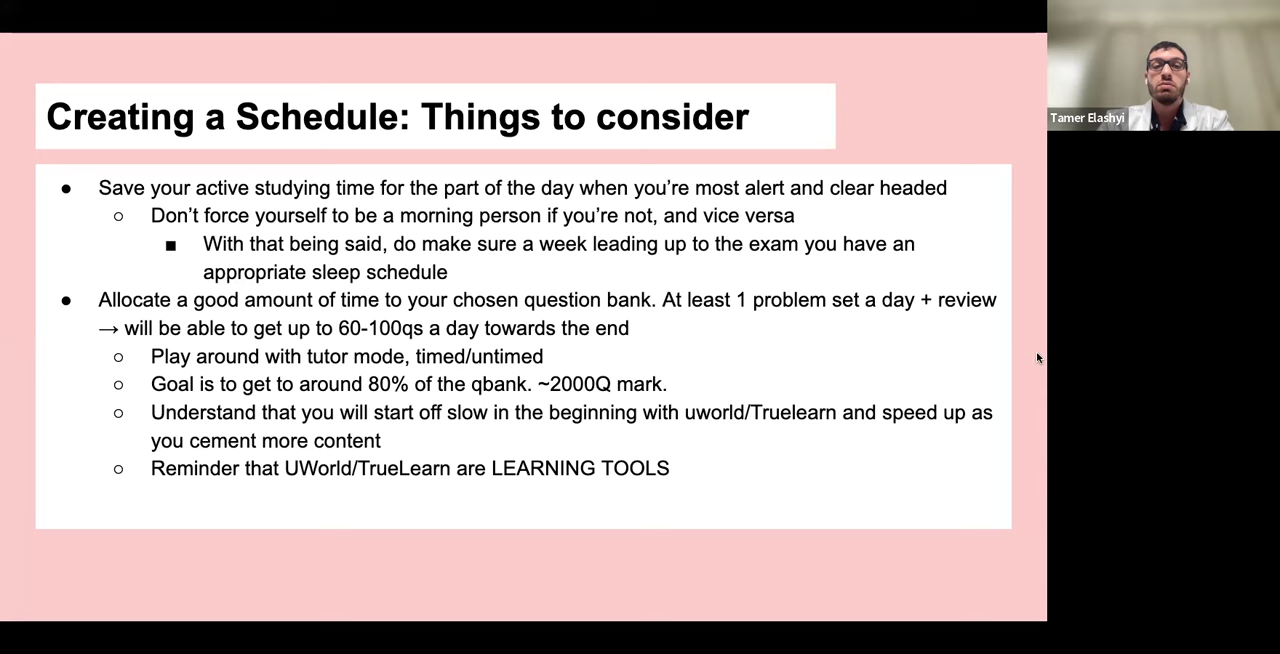 Creating a Schedule: Things to consider
● Save your active studying time for the part of the day when you're most alert and clear headed
○ Don't force yourself to be a morning person if you're not, and vice versa
■ With that being said, do make sure a week leading up to the exam you have an
appropriate sleep schedule
● Allocate a good amount of time to your chosen question bank. At least 1 problem set a day + review
→ will be able to get up to 60-100qs a day towards the end
○ Play around with tutor mode, timed/untimed
○ Goal is to get to around 80% of the qbank. ~2000Q mark.
○ Understand that you will start off slow in the beginning with uworld/Truelearn and speed up as
you cement more content
○ Reminder that UWorld/TrueLearn are LEARNING TOOLS
Tamer Elashyi